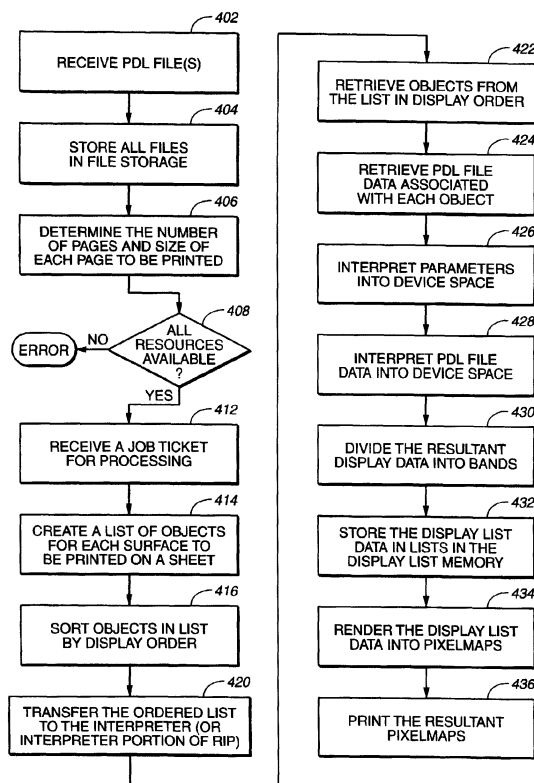 402
RECEIVE PDL FILE(S)
404
STORE ALL FILES
IN FILE STORAGE
406
DETERMINE THE NUMBER
OF PAGES AND SIZE OF
EACH PAGE TO BE PRINTED
408
ALL
RESOURCES
AVAILABLE
?
NO
ERROR
YES
412
RECEIVE A JOB TICKET
FOR PROCESSING
414
CREATE A LIST OF OBJECTS
FOR EACH SURFACE TO
BE PRINTED ON A SHEET
416
SORT OBJECTS IN LIST
BY DISPLAY ORDER
420
TRANSFER THE ORDERED LIST
TO THE INTERPRETER (OR
INTERPRETER PORTION OF RIP)
422
RETRIEVE OBJECTS FROM
THE LIST IN DISPLAY ORDER
424
RETRIEVE PDL FILE
DATA ASSOCIATED
WITH EACH OBJECT
426
INTERPRET PARAMETERS
INTO DEVICE SPACE
428
INTERPRET PDL FILE
DATA INTO DEVICE SPACE
430
DIVIDE THE RESULTANT
DISPLAY DATA INTO BANDS
432
STORE THE DISPLAY LIST
DATA IN LISTS IN THE
DISPLAY LIST MEMORY
434
RENDER THE DISPLAY LIST
DATA INTO PIXELMAPS
436
PRINT THE RESULTANT
PIXELMAPS